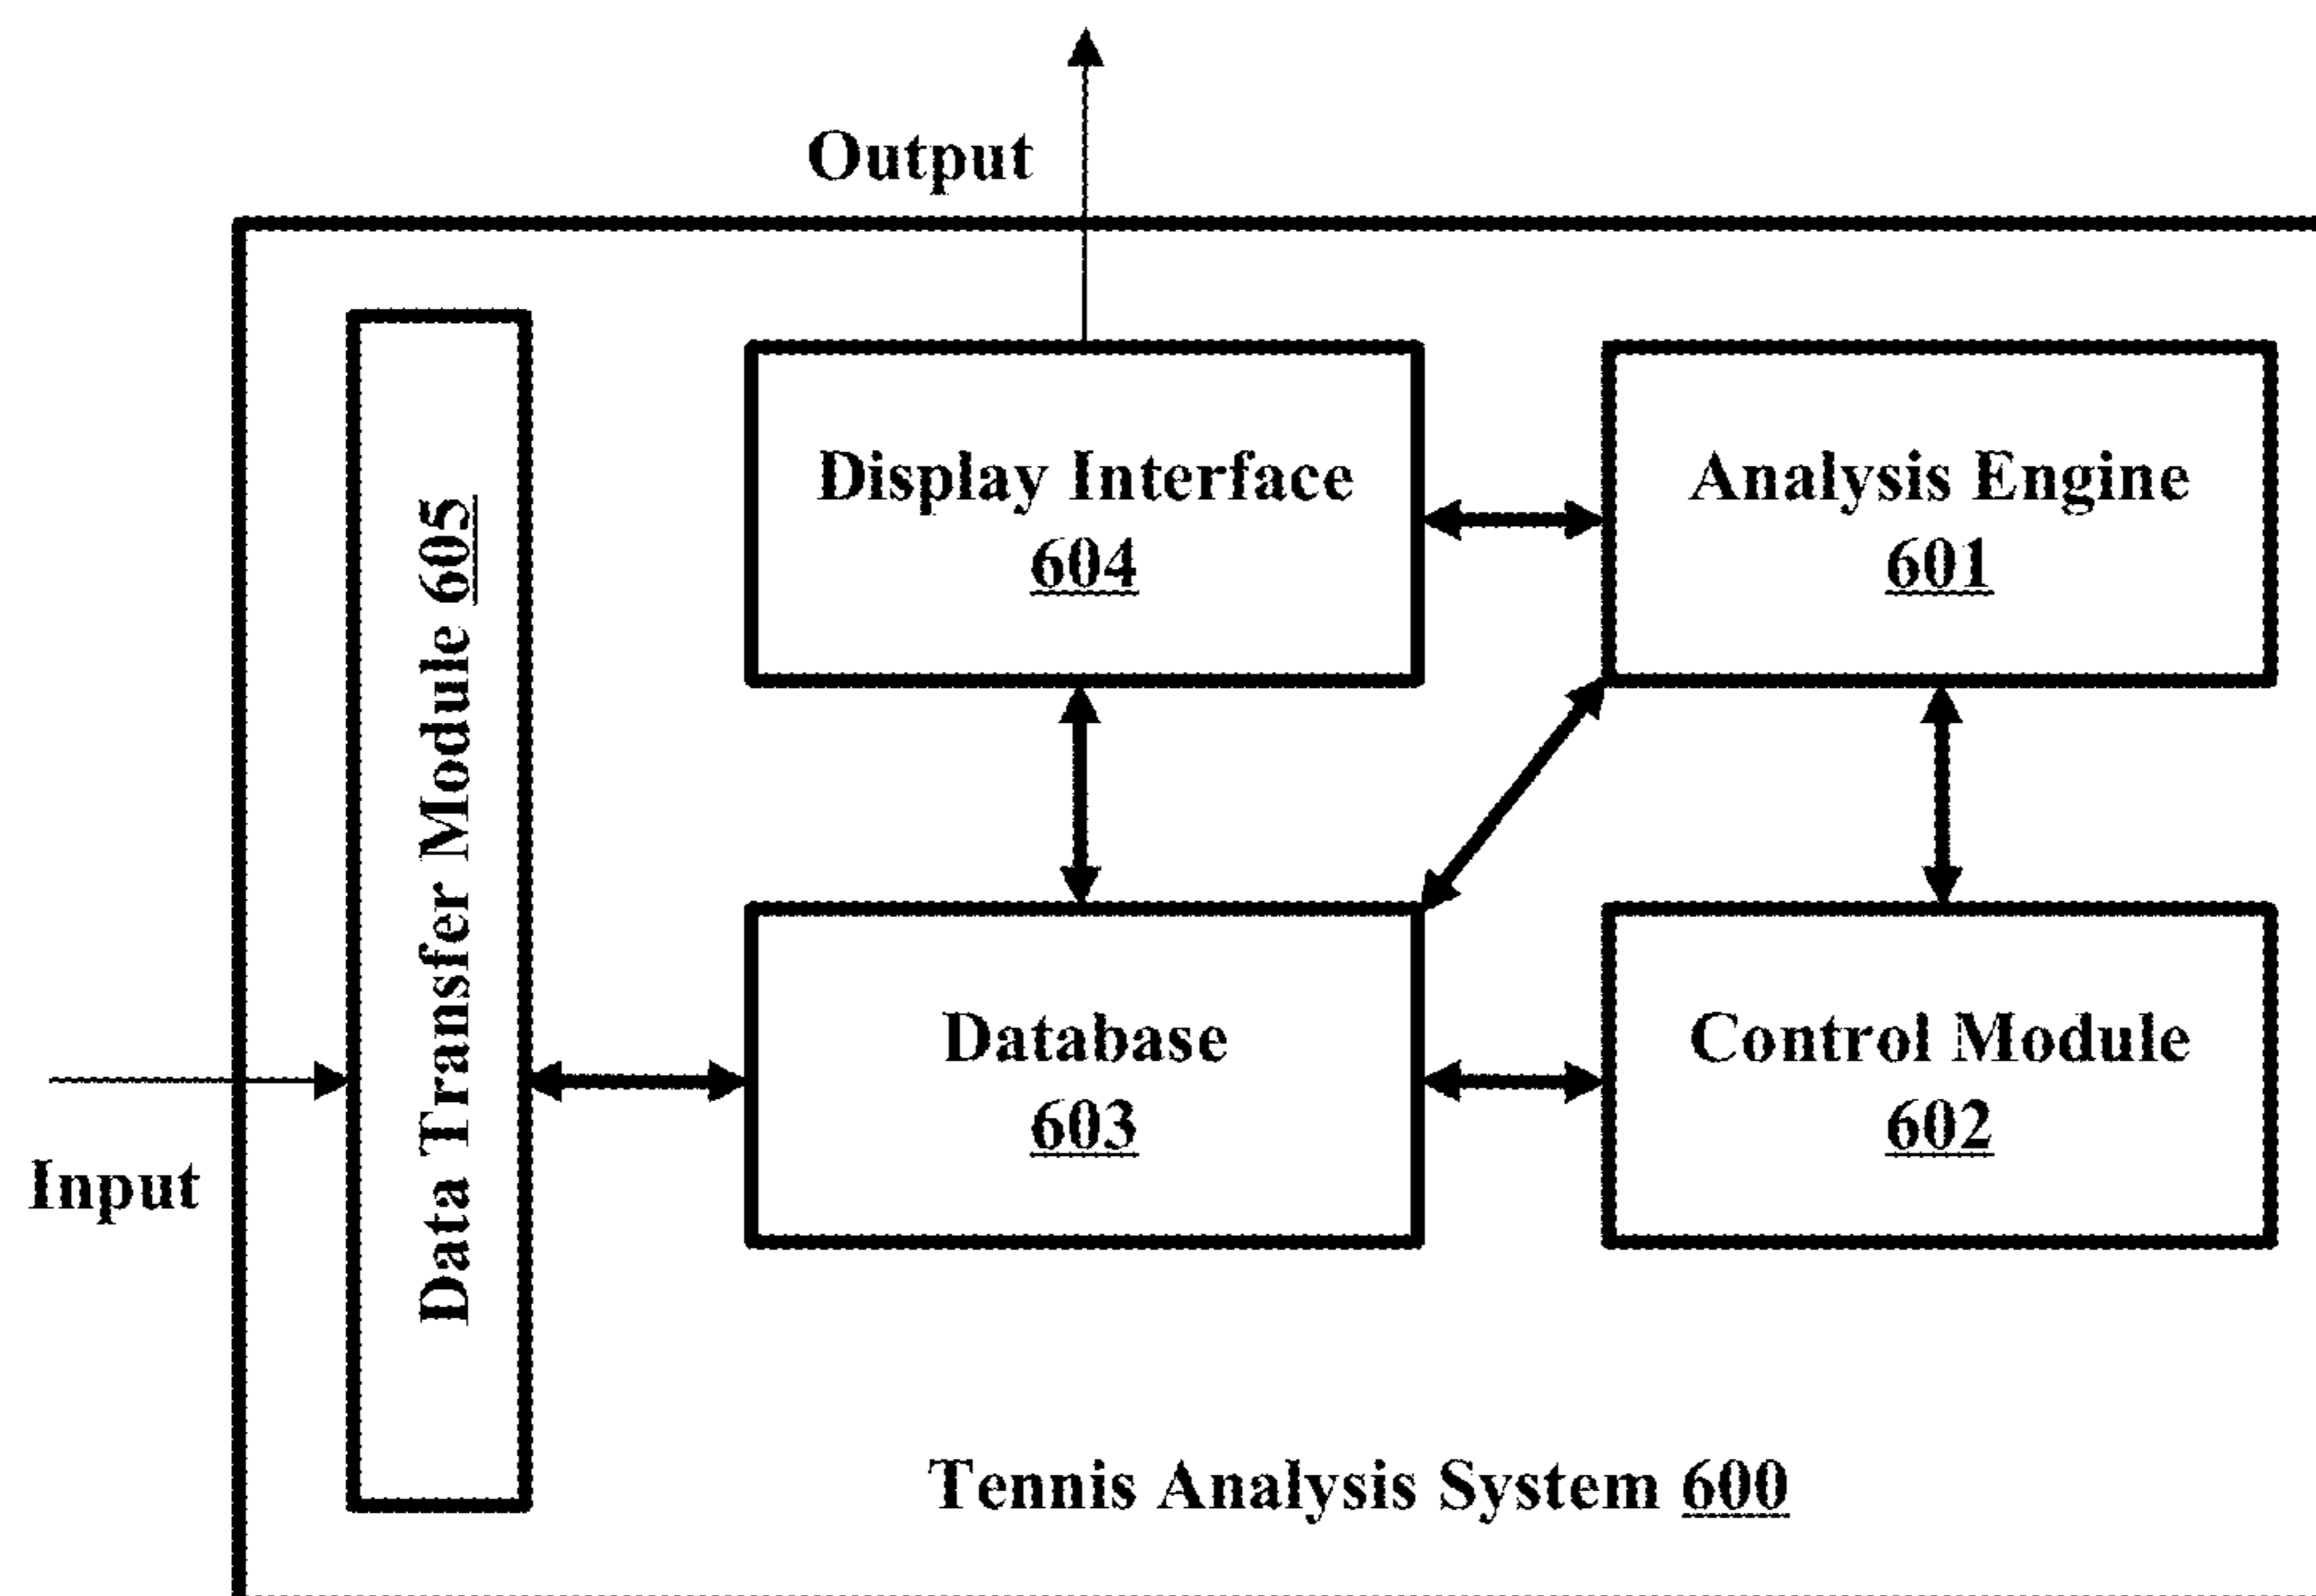 Output
Display Interface
604
Analysis Engine
601
Data Transfer Module 605
Database
603
Control Module
602
Input
Tennis Analysis System 600